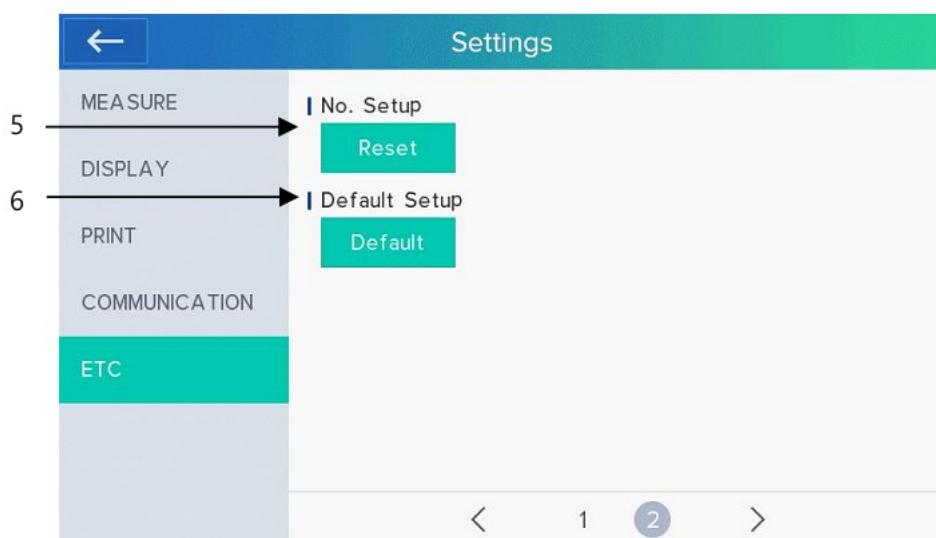 Settings
MEASURE
DISPLAY
PRINT
COMMUNICATION
ETC
5
No. Setup
Reset
6
Default Setup
Default
1 2